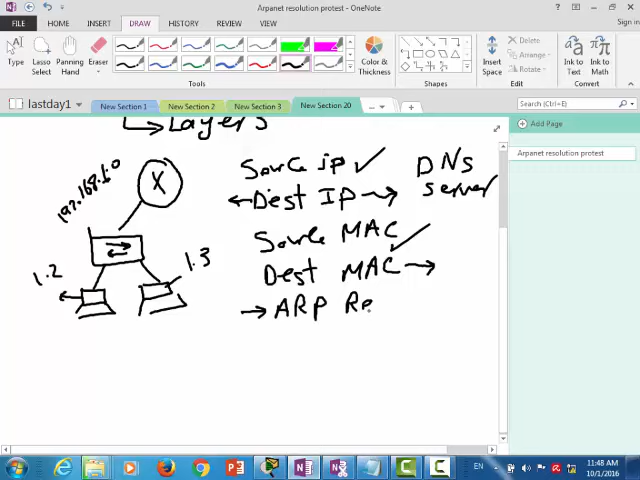 Arpanet resolution protest - OneNote
Sign in
FILE HOME INSERT DRAW HISTORY REVIEW VIEW
Type
Lasso Select
Panning Hand
Eraser
Color & Thickness
Insert Space
Delete
Arrange
Rotate
Ink to Text
Ink to Math
Tools
Shapes
Edit
Convert
lastday1 New Section 1 New Section 2 New Section 3 New Section 20 ... +
Search (Ctrl+E)
Add Page
Arpanet resolution protest
Layers
192.168.1.0
X
Source ip
DNS
Dest IP
server
Source MAC
1.2
1.3
Dest MAC
ARP Re
EN
11:48 AM
10/1/2016